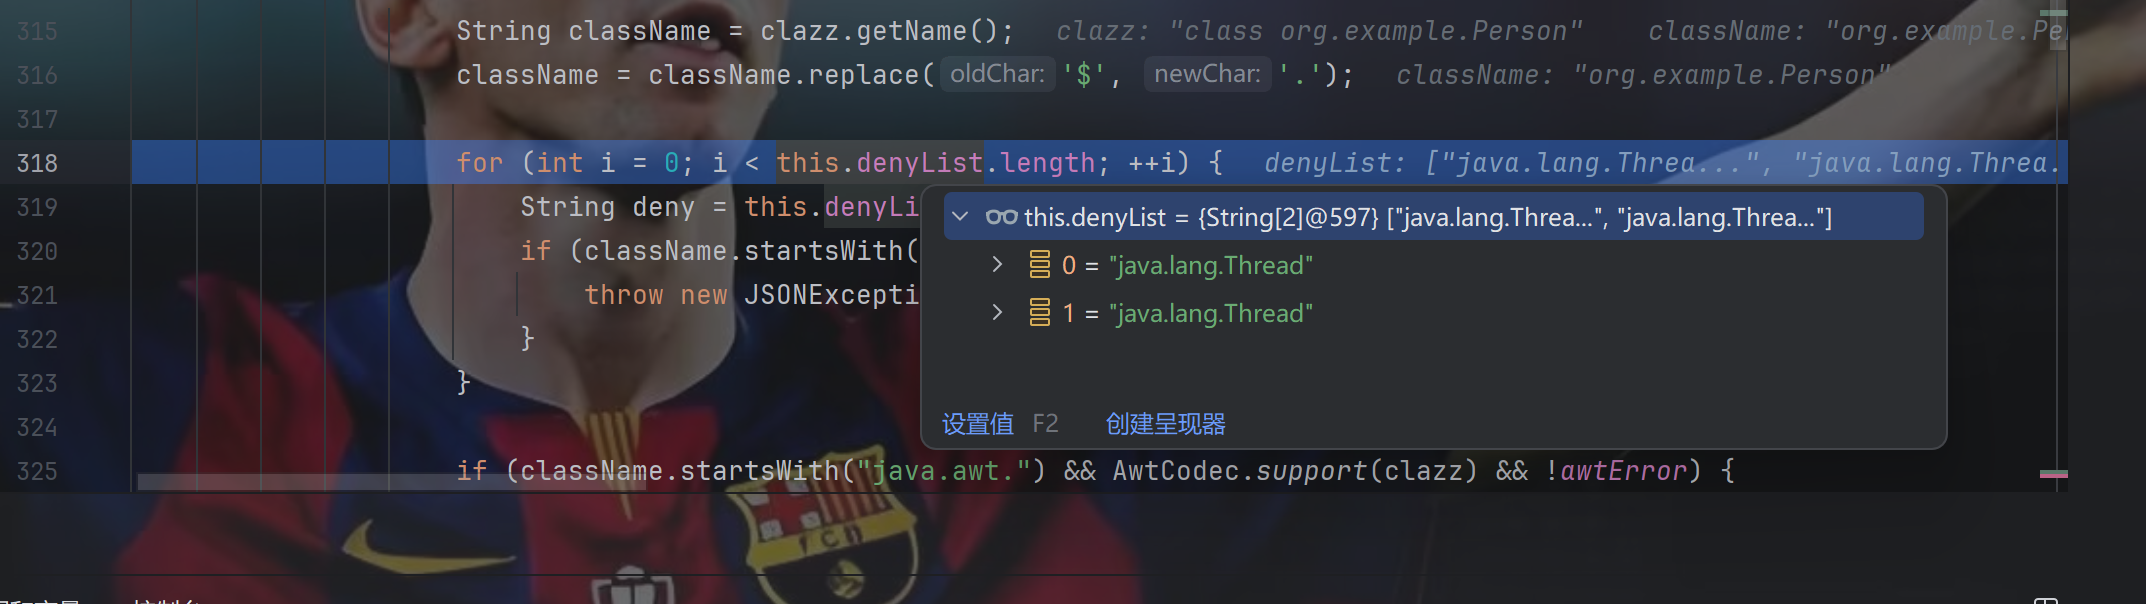 315 String className = clazz.getName(); clazz: "class org.example.Person" className: "org.example.Pe
316 className = className.replace( oldChar: '$', newChar: '.'); className: "org.example.Person"
317
318 for (int i = 0; i < this.denyList.length; ++i) { denyList: ["java.lang.Threa...", "java.lang.Threa.
319 String deny = this.denyLi
this.denyList = {String[2]@597} ["java.lang.Threa...", "java.lang.Threa..."]
320 if (className.startsWith(
0 = "java.lang.Thread"
321 throw new JSONExcepti
1 = "java.lang.Thread"
322 }
323 }
324
设置值 F2 创建呈现器
325 if (className.startsWith("java.awt.") && AwtCodec.support(clazz) && !awtError) {
FCB